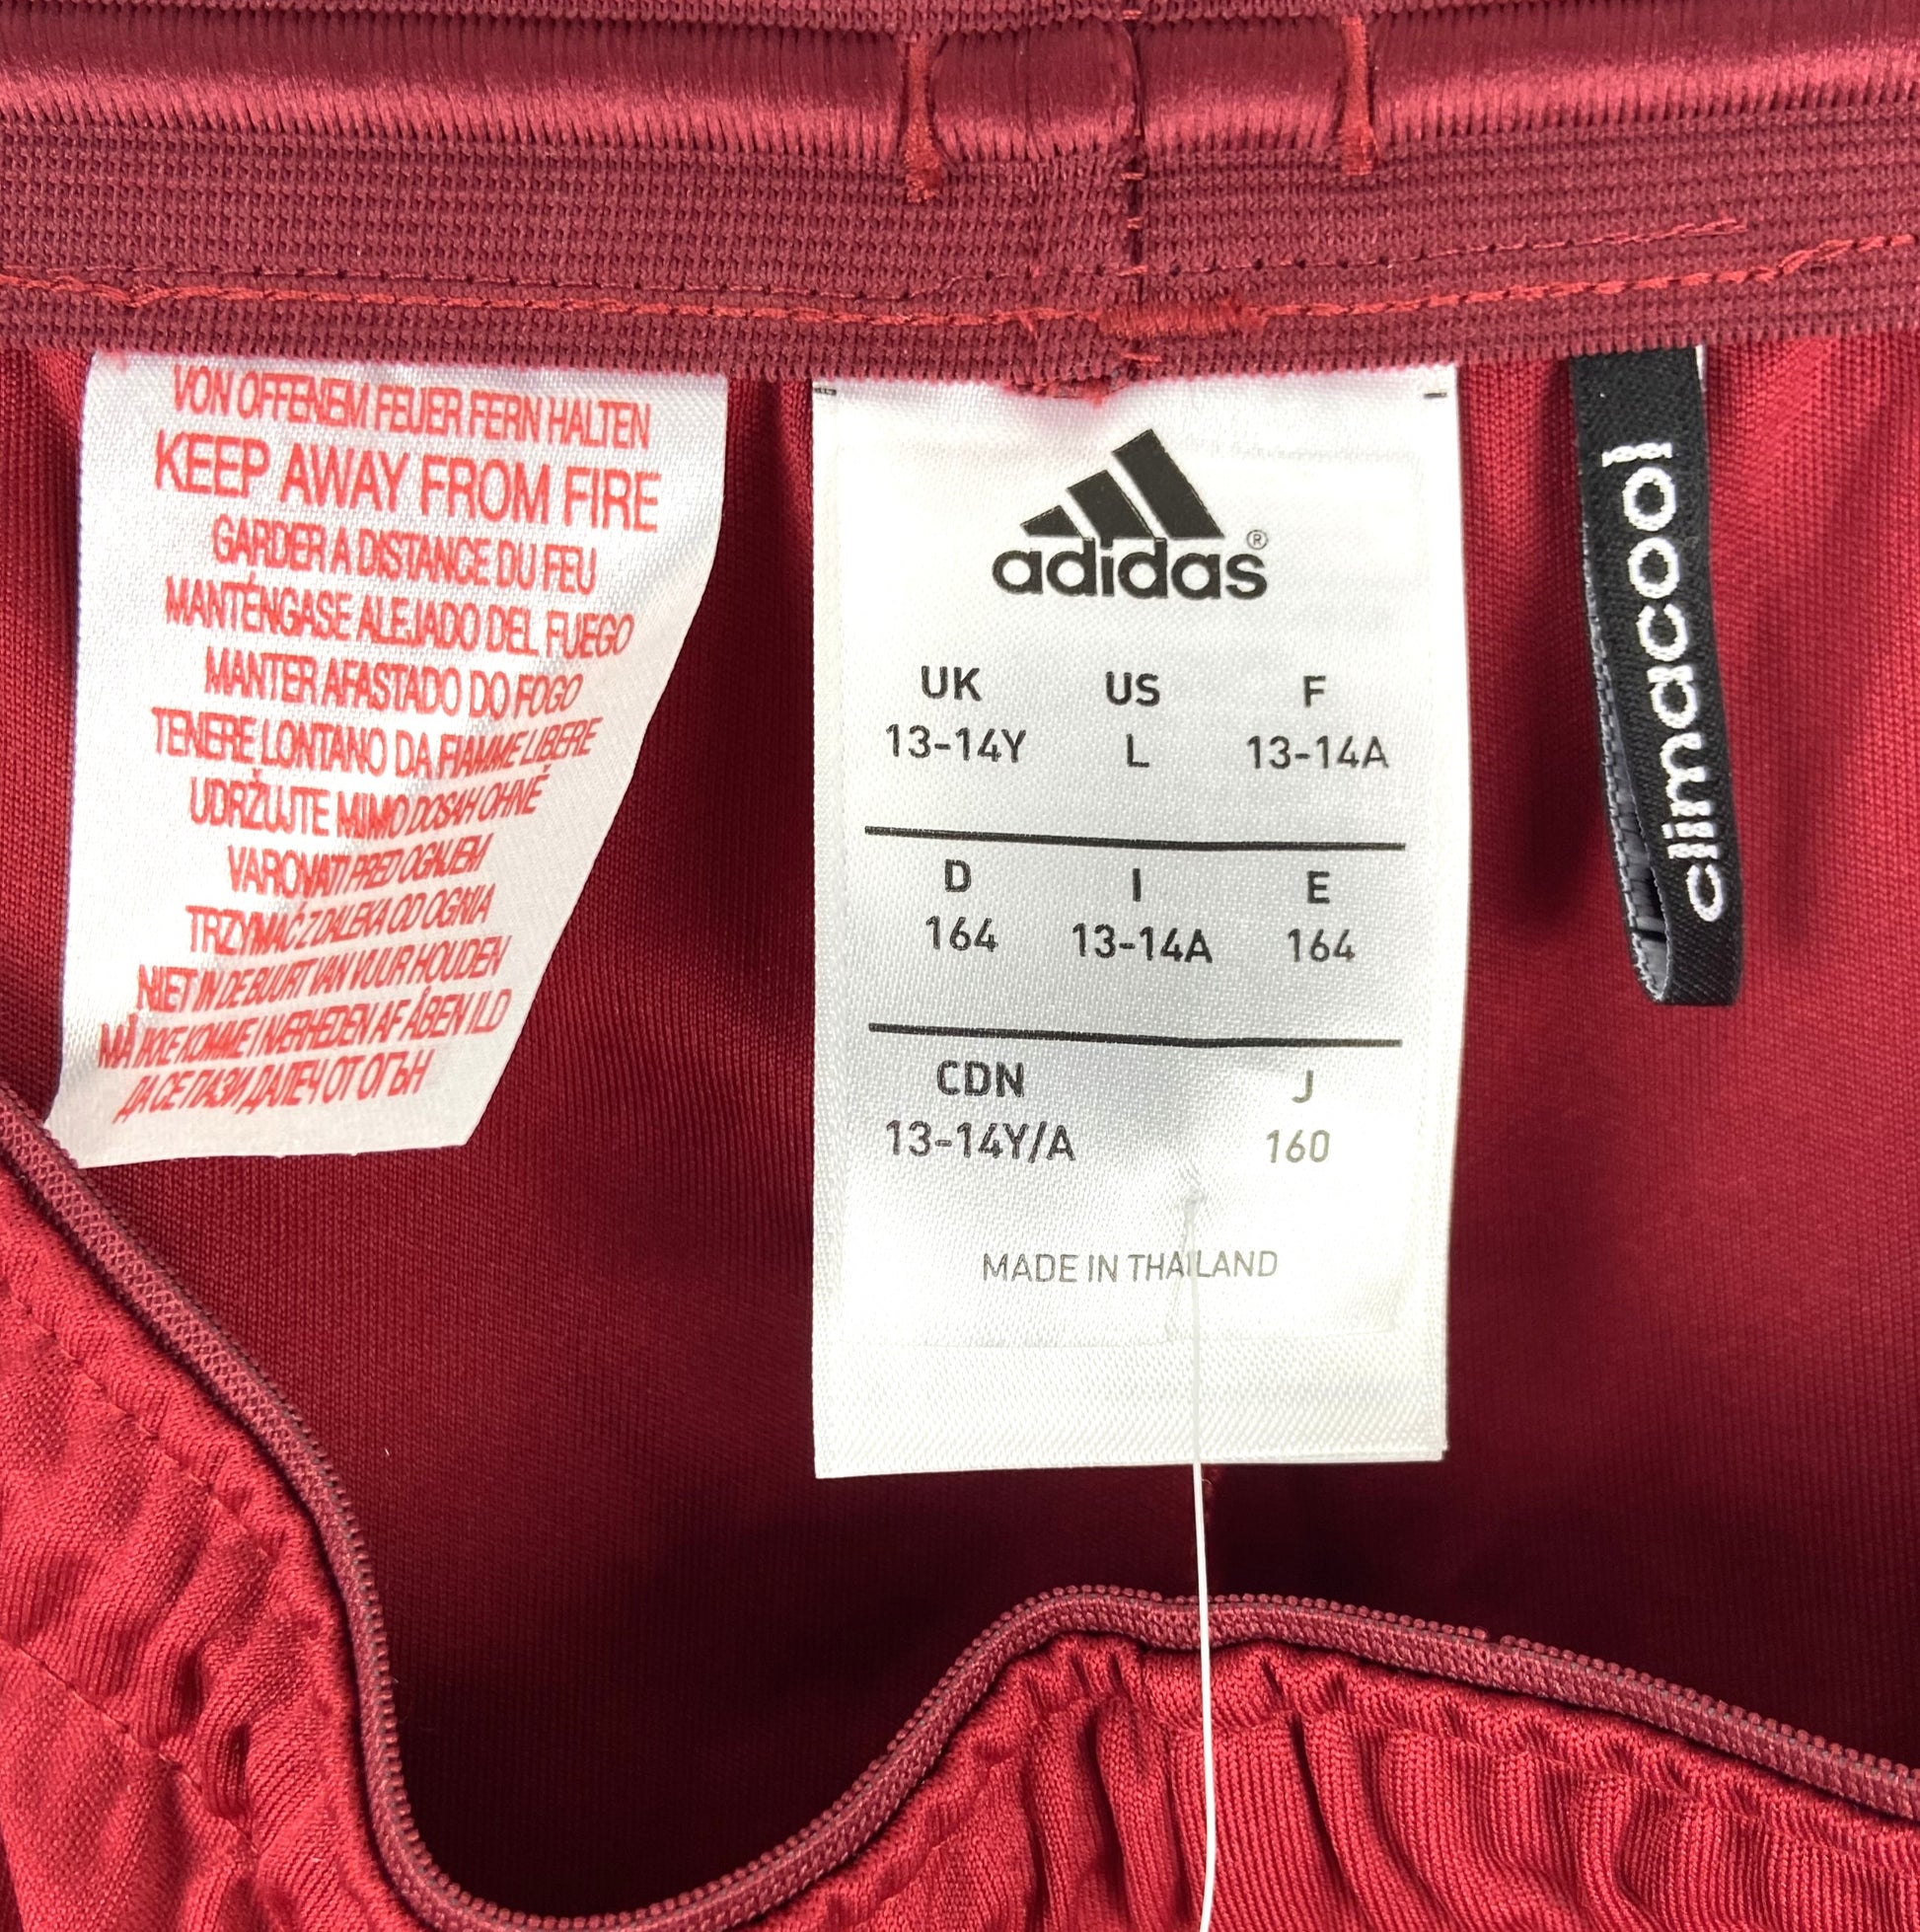 VON OFFENEM FEUER FERN HALTEN
KEEP AWAY FROM FIRE
GARDER A DISTANCE DU FEU
MANTÉNGASE ALEJADO DEL FUEGO
MANTER AFASTADO DO FOGO
TENERE LONTANO DA FIAMME LIBERE
UDRŽUJTE MIMO DOSAH OHNĚ
VAROVATI PRED OGNJEM
TRZYMAĆ Z DALEKA OD OGNIA
NIET IN DE BUURT VAN VUUR HOUDEN
MÅ IKKE KOMME I NÆRHEDEN AF ÅBEN ILD
ДА СЕ ПАЗИ ДАЛЕЧ ОТ ОГЪН
adidas®
UK US F
13-14Y L 13-14A
D I E
164 13-14A 164
CDN J
13-14Y/A 160
MADE IN THAILAND
climacool